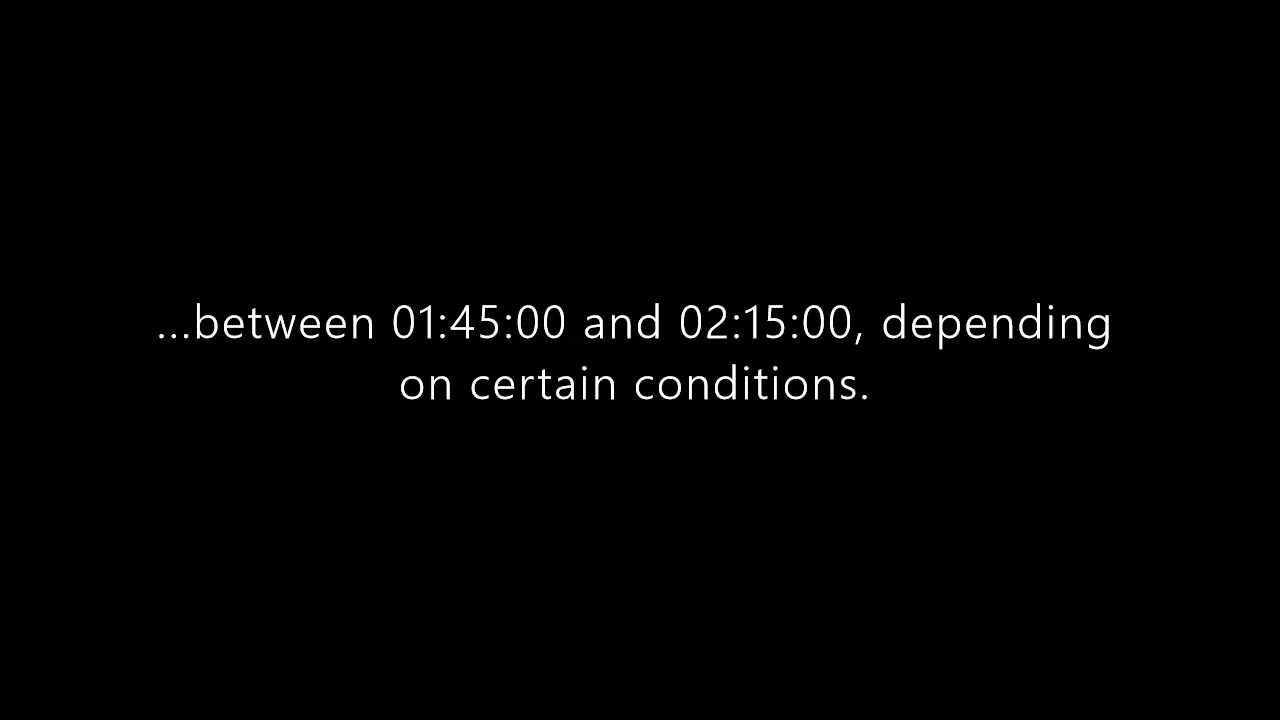 ...between 01:45:00 and 02:15:00, depending
on certain conditions.